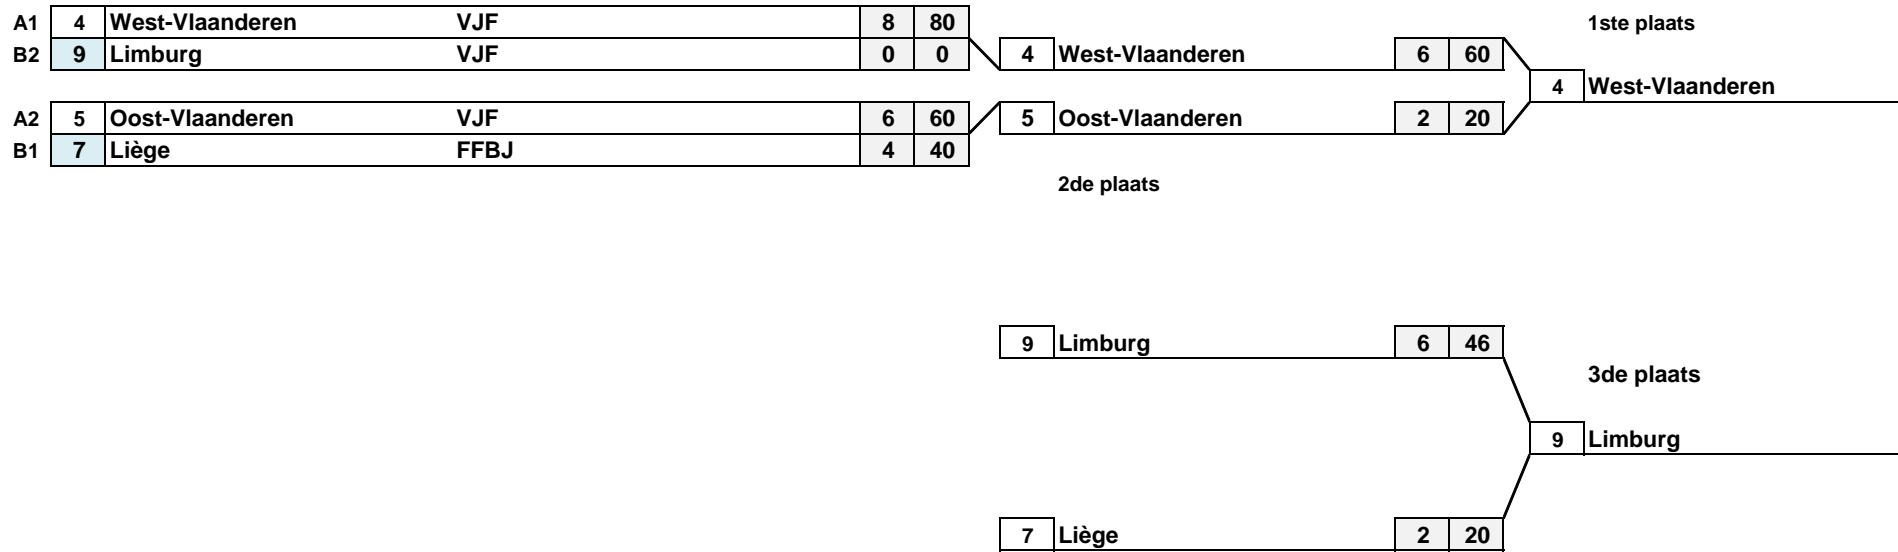 A1 4 West-Vlaanderen VJF 8 80 1ste plaats
B2 9 Limburg VJF 0 0 4 West-Vlaanderen 6 60
4 West-Vlaanderen
A2 5 Oost-Vlaanderen VJF 6 60 5 Oost-Vlaanderen 2 20
B1 7 Liège FFBJ 4 40
2de plaats
9 Limburg 6 46
3de plaats
9 Limburg
7 Liège 2 20